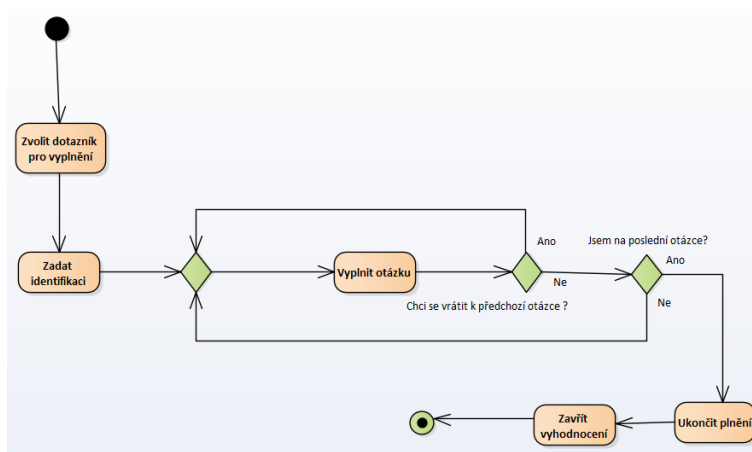 Zvolit dotazník
pro vyplnění
Zadat
identifikaci
Vyplnit otázku
Ano
Ne
Chci se vrátit k předchozí otázce ?
Jsem na poslední otázce?
Ano
Ne
Ukončit plnění
Zavřít
vyhodnocení